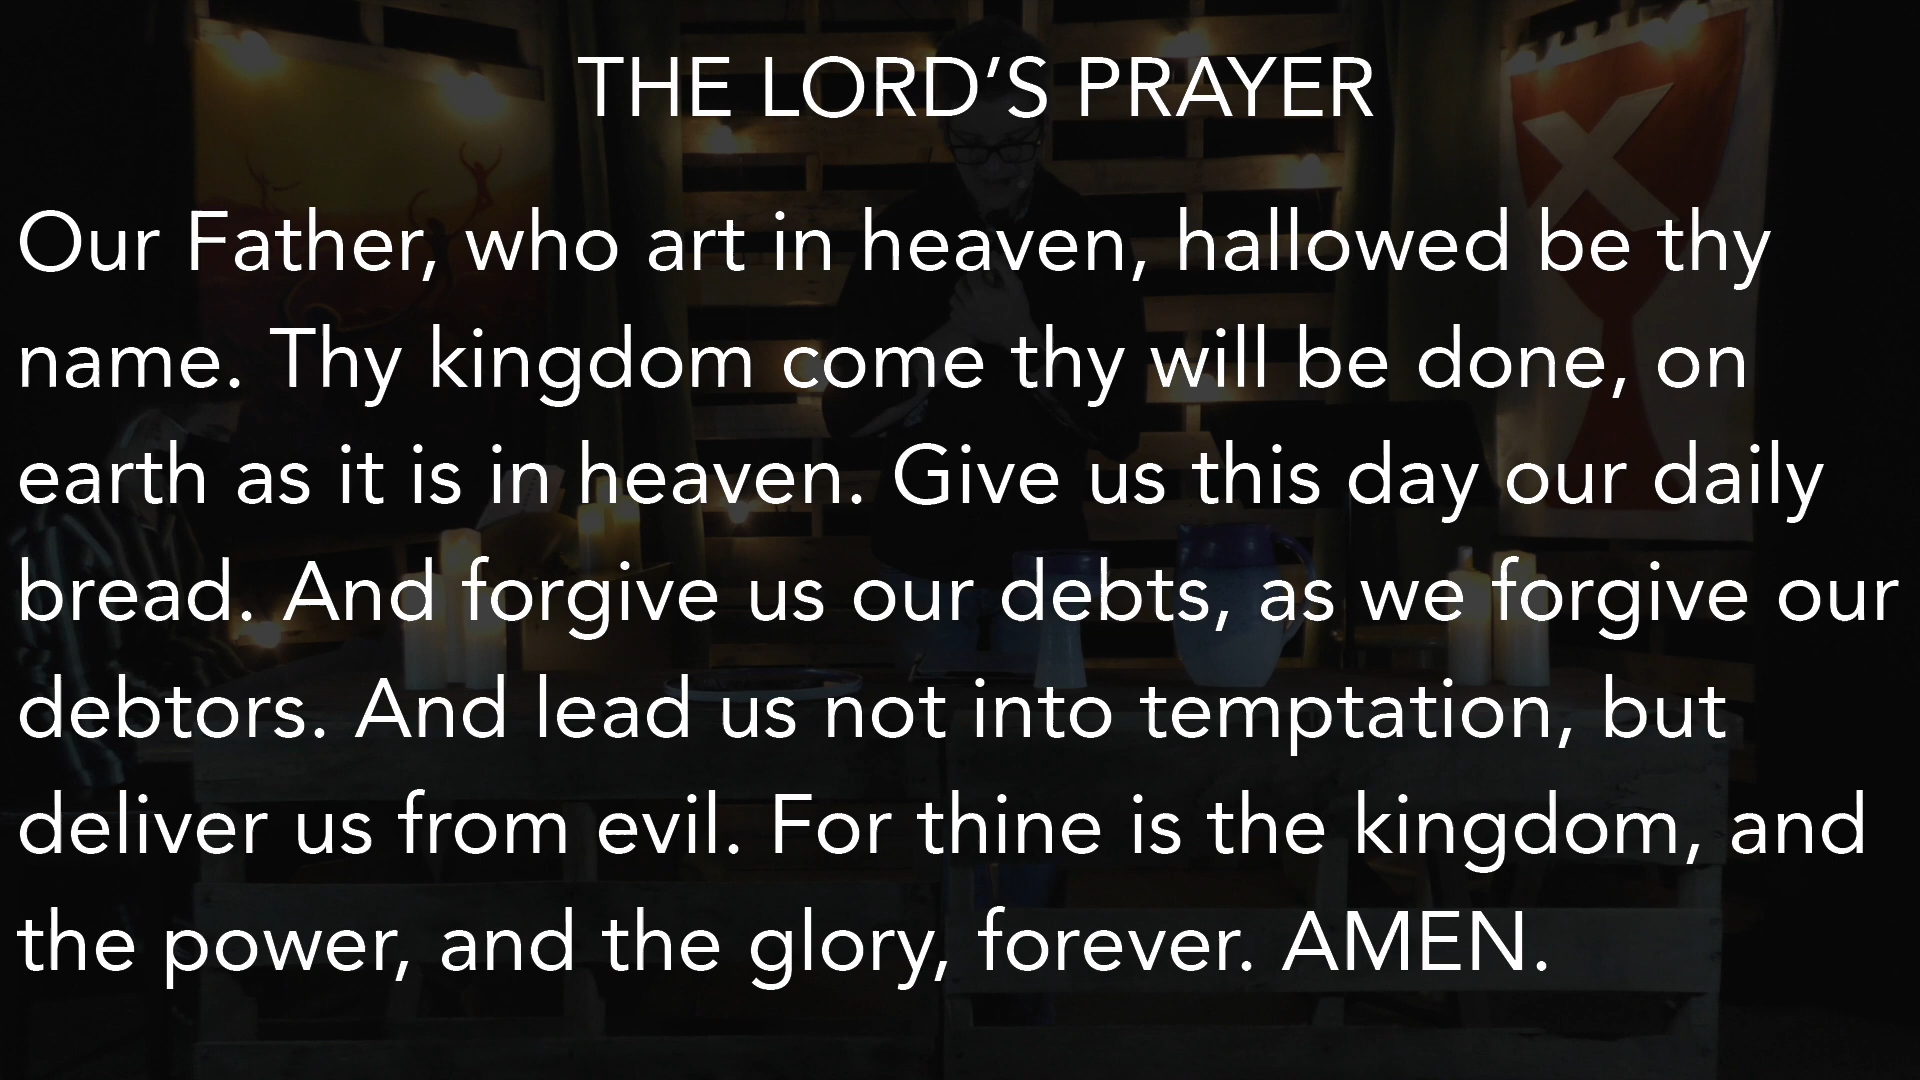 THE LORD’S PRAYER
Our Father, who art in heaven, hallowed be thy
name. Thy kingdom come thy will be done, on
earth as it is in heaven. Give us this day our daily
bread. And forgive us our debts, as we forgive our
debtors. And lead us not into temptation, but
deliver us from evil. For thine is the kingdom, and
the power, and the glory, forever. AMEN.